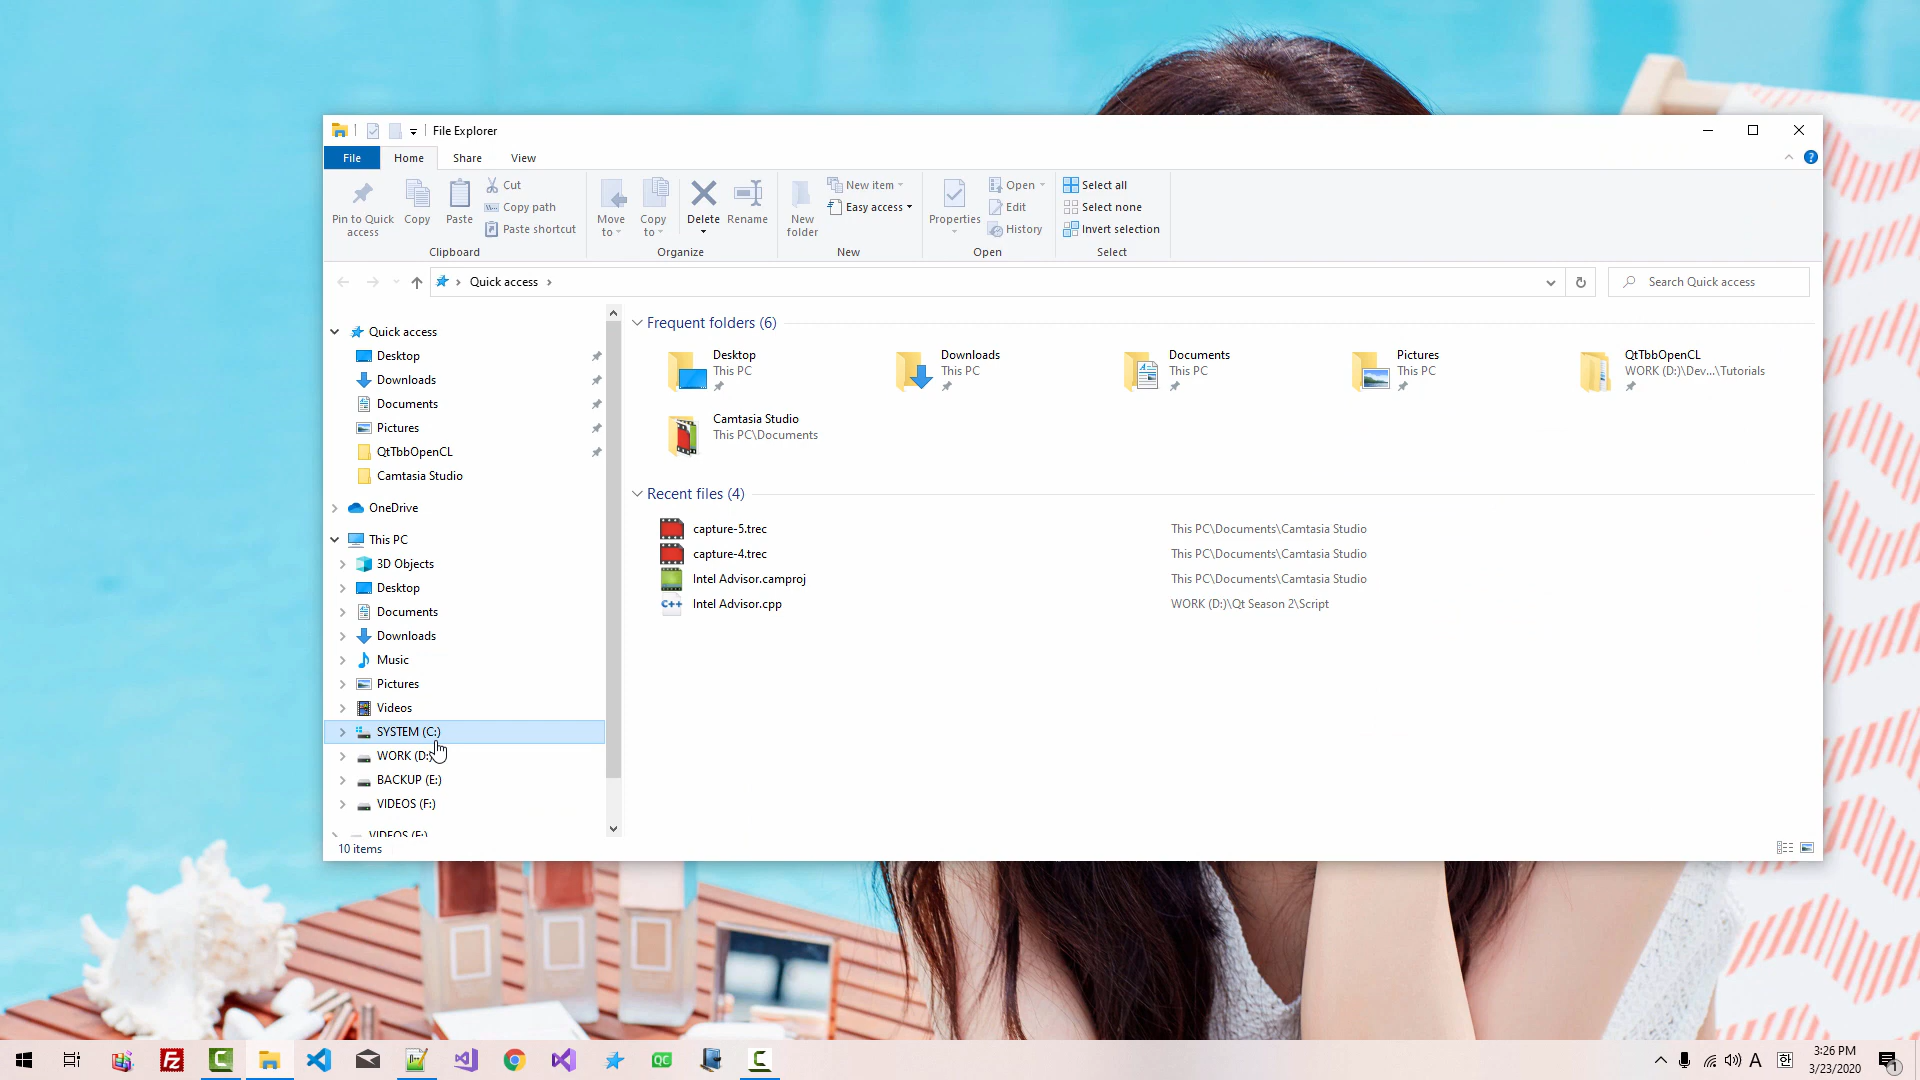 File Explorer
File Home Share View
Pin to Quick access
Copy
Paste
Cut
Copy path
Paste shortcut
Clipboard
Move to
Copy to
Delete
Rename
Organize
New folder
New item
Easy access
New
Properties
Open
Edit
History
Open
Select all
Select none
Invert selection
Select
Quick access
Search Quick access
Quick access
Desktop
Downloads
Documents
Pictures
QtTbbOpenCL
Camtasia Studio
OneDrive
This PC
3D Objects
Desktop
Documents
Downloads
Music
Pictures
Videos
SYSTEM (C:)
WORK (D:)
BACKUP (E:)
VIDEOS (F:)
VIDEOS (F:)
10 items
Frequent folders (6)
Desktop
This PC
Downloads
This PC
Documents
This PC
Pictures
This PC
QtTbbOpenCL
WORK (D:)\Dev...\Tutorials
Camtasia Studio
This PC\Documents
Recent files (4)
capture-5.trec This PC\Documents\Camtasia Studio
capture-4.trec This PC\Documents\Camtasia Studio
Intel Advisor.camproj This PC\Documents\Camtasia Studio
Intel Advisor.cpp WORK (D:)\Qt Season 2\Script
A 한
3:26 PM
3/23/2020
1